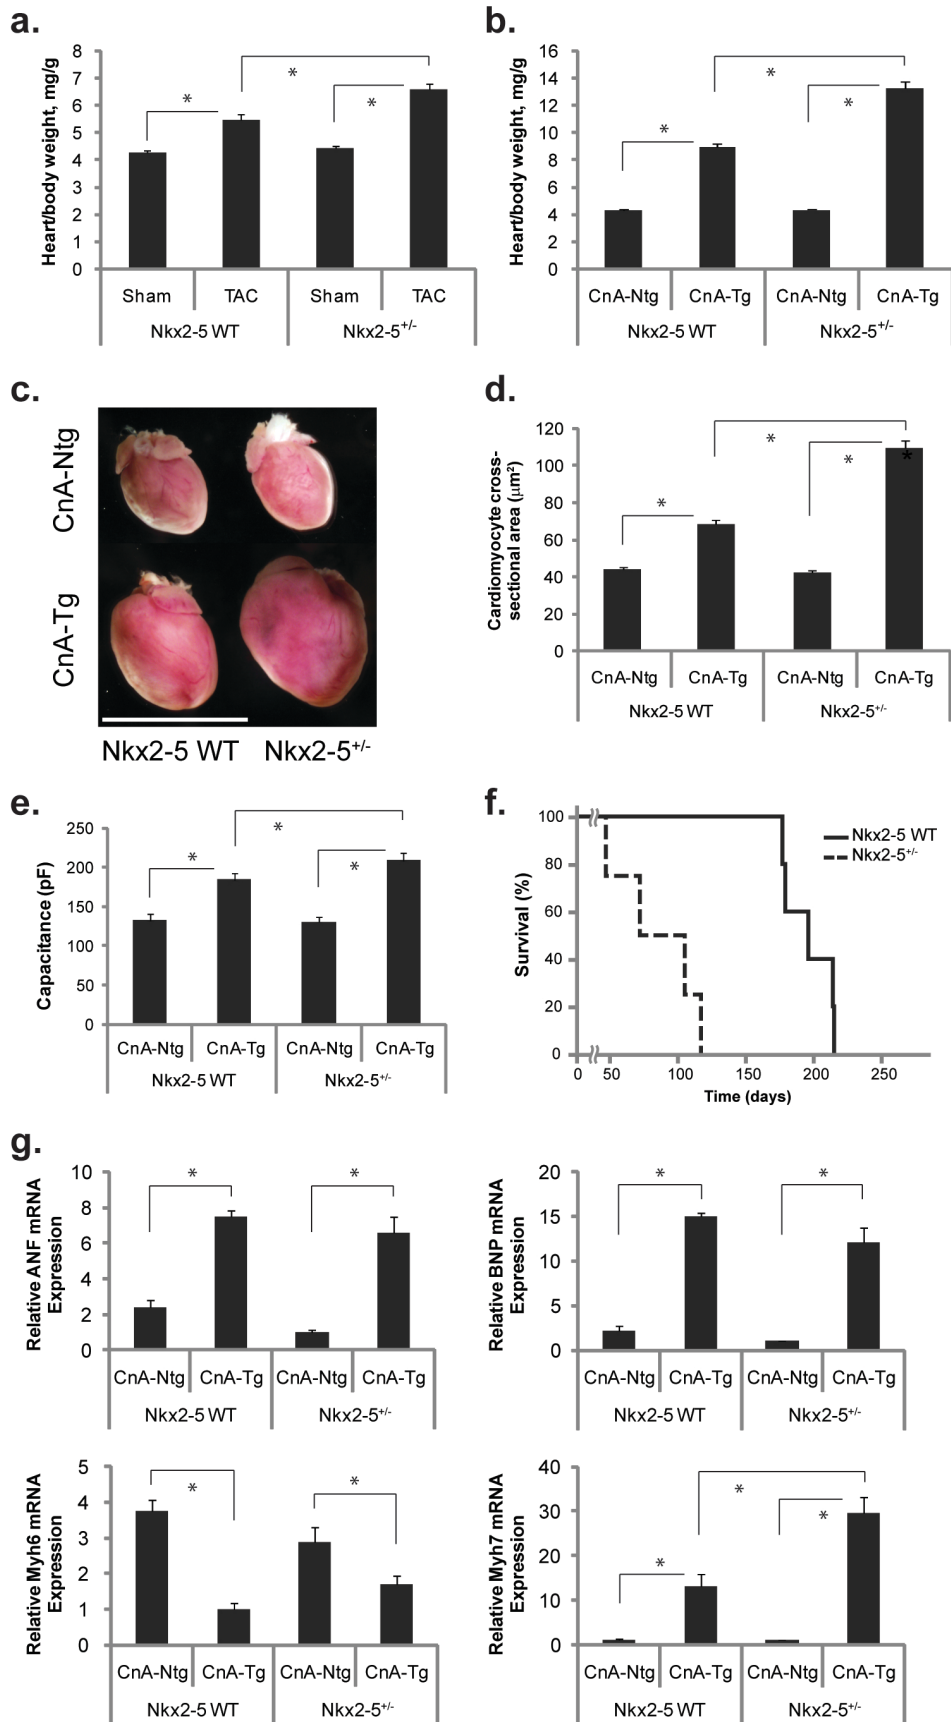 a.
8
7
6
5
4
3
2
1
0
Heart/body weight, mg/g
*
*
*
Sham TAC Sham TAC
Nkx2-5 WT Nkx2-5+/-
b.
16
14
12
10
8
6
4
2
0
Heart/body weight, mg/g
*
*
*
CnA-Ntg CnA-Tg CnA-Ntg CnA-Tg
Nkx2-5 WT Nkx2-5+/-
c.
CnA-Ntg
CnA-Tg
Nkx2-5 WT Nkx2-5+/-
d.
120
100
80
60
40
20
0
Cardiomyocyte cross-
sectional area (µm²)
*
*
*
*
CnA-Ntg CnA-Tg CnA-Ntg CnA-Tg
Nkx2-5 WT Nkx2-5+/-
e.
250
200
150
100
50
0
Capacitance (pF)
*
*
*
CnA-Ntg CnA-Tg CnA-Ntg CnA-Tg
Nkx2-5 WT Nkx2-5+/-
f.
100
80
60
40
20
0
Survival (%)
Nkx2-5 WT
Nkx2-5+/-
0 50 100 150 200 250
Time (days)
g.
10
8
6
4
2
0
Relative ANF mRNA
Expression
* *
CnA-Ntg CnA-Tg CnA-Ntg CnA-Tg
Nkx2-5 WT Nkx2-5+/-
20
15
10
5
0
Relative BNP mRNA
Expression
* *
CnA-Ntg CnA-Tg CnA-Ntg CnA-Tg
Nkx2-5 WT Nkx2-5+/-
5
4
3
2
1
0
Relative Myh6 mRNA
Expression
* *
CnA-Ntg CnA-Tg CnA-Ntg CnA-Tg
Nkx2-5 WT Nkx2-5+/-
40
30
20
10
0
Relative Myh7 mRNA
Expression
*
*
*
CnA-Ntg CnA-Tg CnA-Ntg CnA-Tg
Nkx2-5 WT Nkx2-5+/-